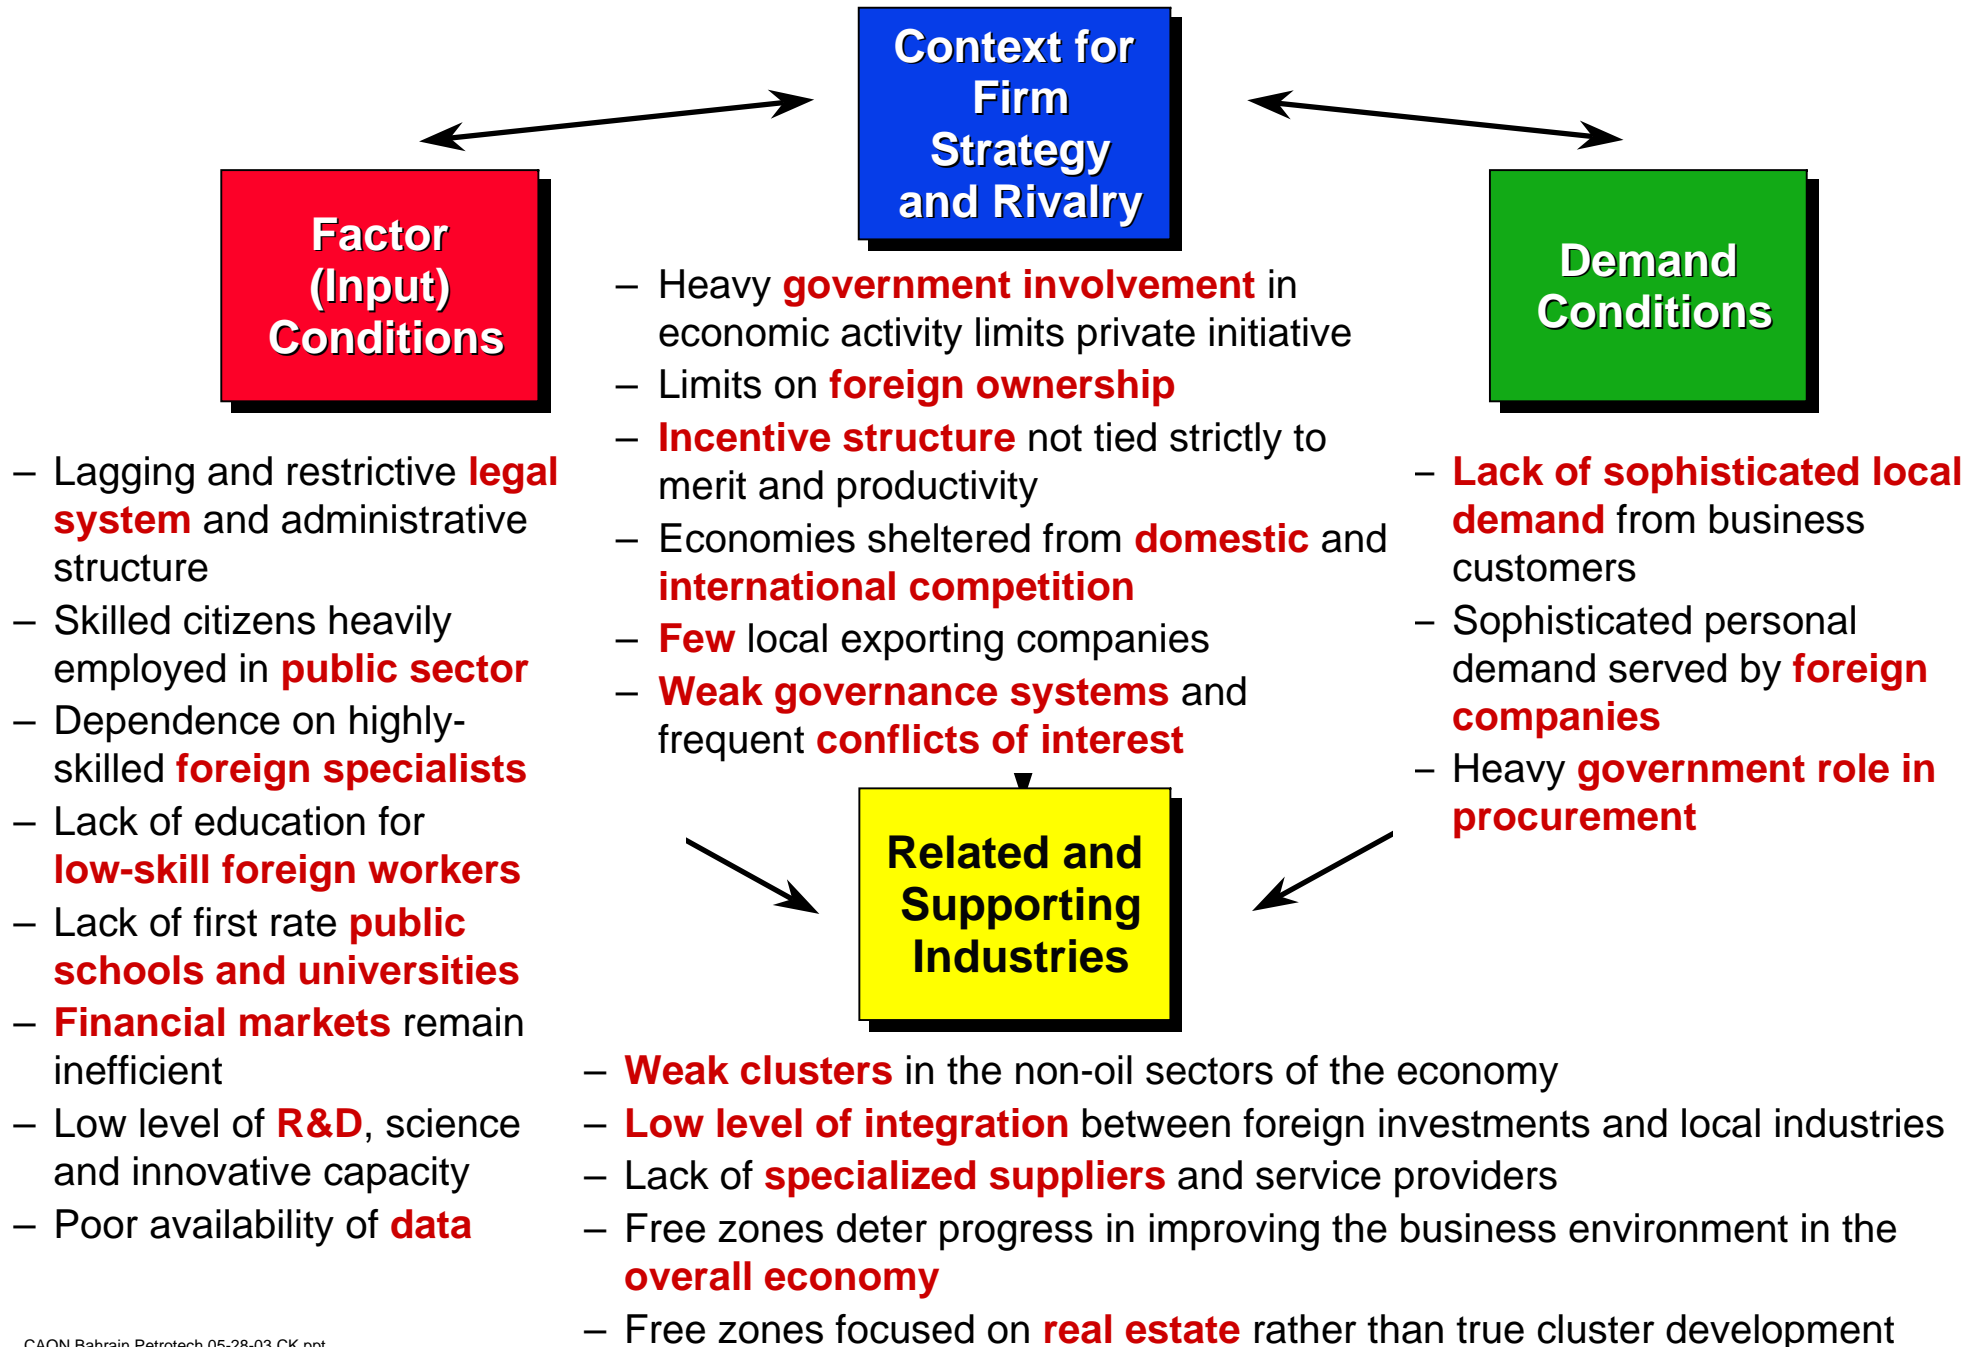 Context for
Firm
Strategy
and Rivalry
Factor
(Input)
Conditions
Demand
Conditions
– Heavy government involvement in
economic activity limits private initiative
– Limits on foreign ownership
– Incentive structure not tied strictly to
merit and productivity
– Economies sheltered from domestic and
international competition
– Few local exporting companies
– Weak governance systems and
frequent conflicts of interest
– Lagging and restrictive legal
system and administrative
structure
– Skilled citizens heavily
employed in public sector
– Dependence on highly-
skilled foreign specialists
– Lack of education for
low-skill foreign workers
– Lack of first rate public
schools and universities
– Financial markets remain
inefficient
– Low level of R&D, science
and innovative capacity
– Poor availability of data
– Lack of sophisticated local
demand from business
customers
– Sophisticated personal
demand served by foreign
companies
– Heavy government role in
procurement
Related and
Supporting
Industries
– Weak clusters in the non-oil sectors of the economy
– Low level of integration between foreign investments and local industries
– Lack of specialized suppliers and service providers
– Free zones deter progress in improving the business environment in the
overall economy
– Free zones focused on real estate rather than true cluster development
CAON Bahrain Petrotech 05-28-03 CK.ppt